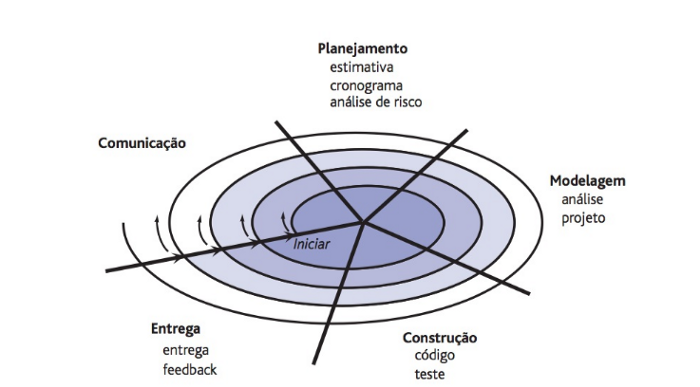 Planejamento
estimativa
cronograma
análise de risco
Comunicação
Modelagem
análise
projeto
Iniciar
Entrega
entrega
feedback
Construção
código
teste